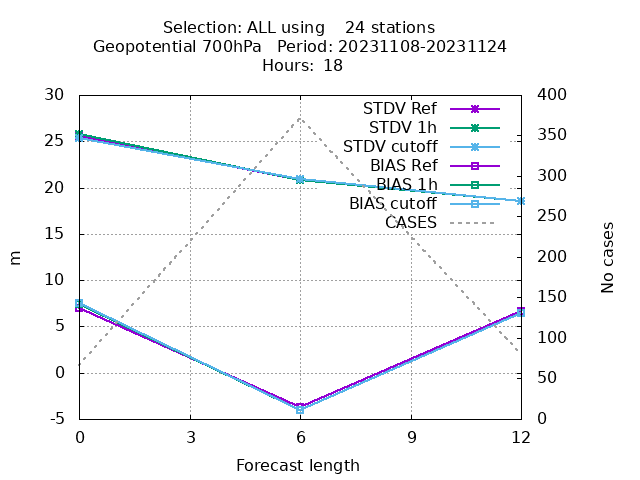 Selection: ALL using    24 stations
Geopotential 700hPa   Period: 20231108-20231124
Hours: 18
STDV Ref
STDV 1h
STDV cutoff
BIAS Ref
BIAS 1h
BIAS cutoff
CASES
30
25
20
15
10
5
0
-5
m
400
350
300
250
200
150
100
50
0
No cases
0 3 6 9 12
Forecast length